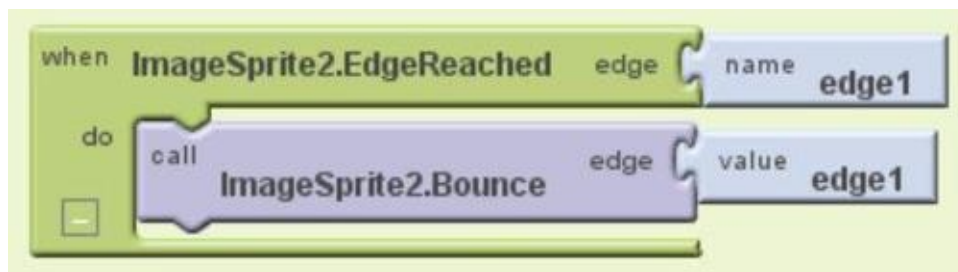 when ImageSprite2.EdgeReached edge name edge1
do call ImageSprite2.Bounce edge value edge1